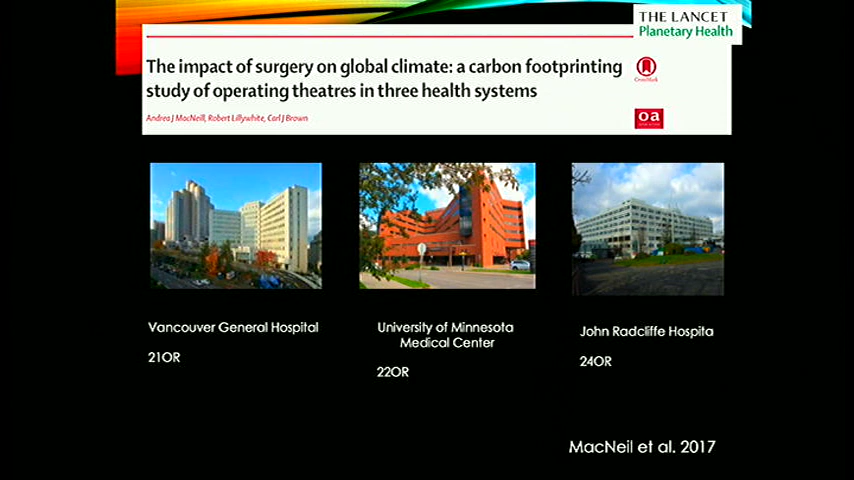 THE LANCET
Planetary Health
The impact of surgery on global climate: a carbon footprinting
study of operating theatres in three health systems
CrossMark
Andrea J MacNeill, Robert Lillywhite, Carl J Brown
oa
Vancouver General Hospital
21OR
University of Minnesota
Medical Center
22OR
John Radcliffe Hospita
24OR
MacNeil et al. 2017